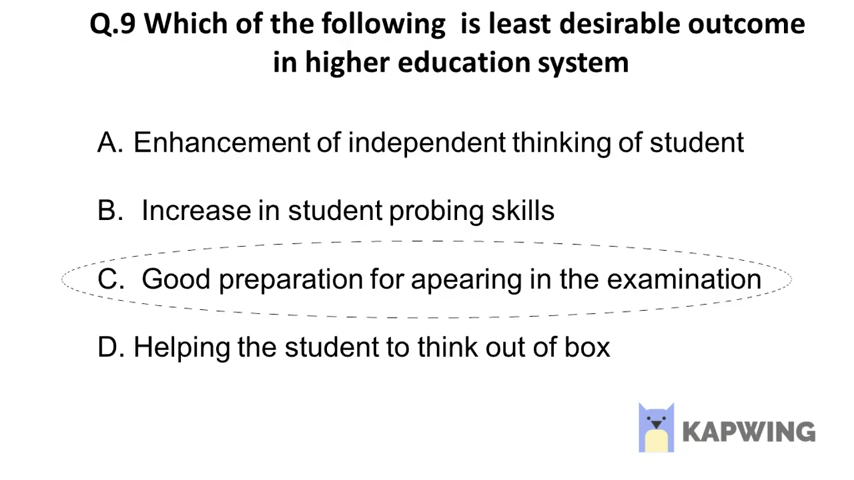 Q.9 Which of the following is least desirable outcome
in higher education system
A. Enhancement of independent thinking of student
B. Increase in student probing skills
C. Good preparation for apearing in the examination
D. Helping the student to think out of box
KAPWING